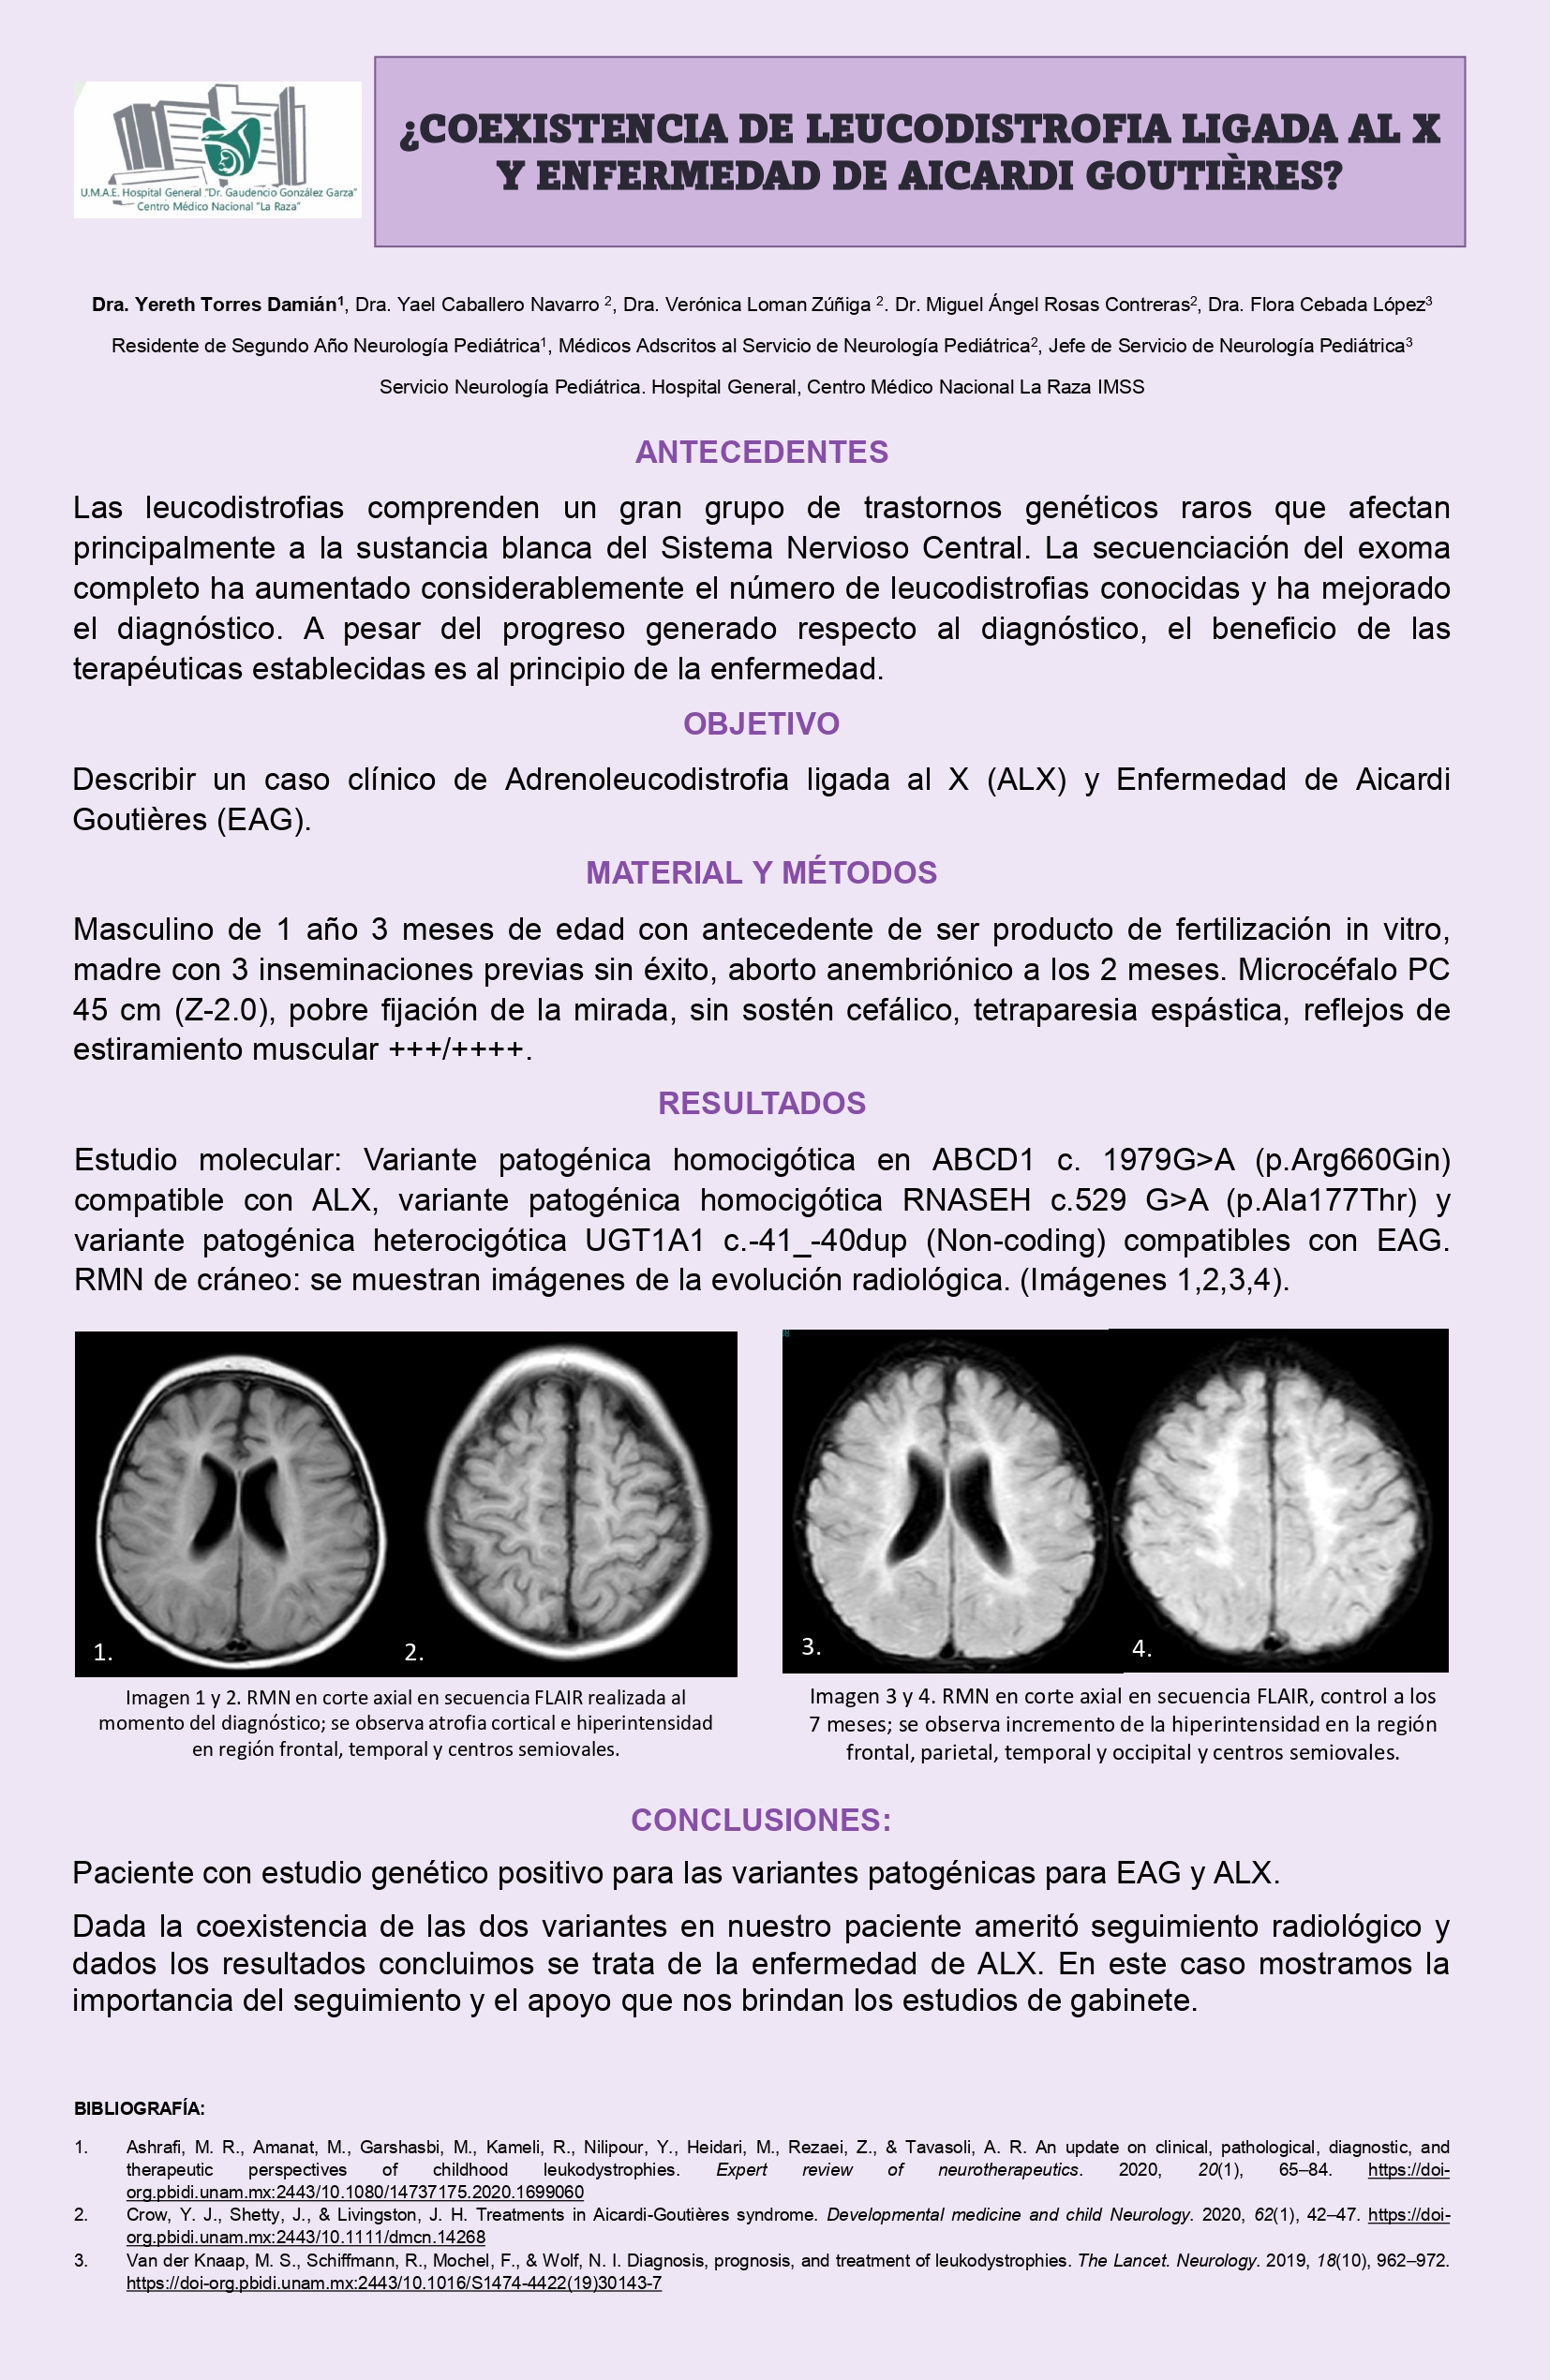 U.M.A.E. Hospital General "Dr. Gaudencio González Garza"
Centro Médico Nacional "La Raza"
¿COEXISTENCIA DE LEUCODISTROFIA LIGADA AL X
Y ENFERMEDAD DE AICARDI GOUTIÈRES?
Dra. Yereth Torres Damián¹, Dra. Yael Caballero Navarro ², Dra. Verónica Loman Zúñiga ². Dr. Miguel Ángel Rosas Contreras², Dra. Flora Cebada López³
Residente de Segundo Año Neurología Pediátrica¹, Médicos Adscritos al Servicio de Neurología Pediátrica², Jefe de Servicio de Neurología Pediátrica³
Servicio Neurología Pediátrica. Hospital General, Centro Médico Nacional La Raza IMSS
ANTECEDENTES
Las leucodistrofias comprenden un gran grupo de trastornos genéticos raros que afectan
principalmente a la sustancia blanca del Sistema Nervioso Central. La secuenciación del exoma
completo ha aumentado considerablemente el número de leucodistrofias conocidas y ha mejorado
el diagnóstico. A pesar del progreso generado respecto al diagnóstico, el beneficio de las
terapéuticas establecidas es al principio de la enfermedad.
OBJETIVO
Describir un caso clínico de Adrenoleucodistrofia ligada al X (ALX) y Enfermedad de Aicardi
Goutières (EAG).
MATERIAL Y MÉTODOS
Masculino de 1 año 3 meses de edad con antecedente de ser producto de fertilización in vitro,
madre con 3 inseminaciones previas sin éxito, aborto anembriónico a los 2 meses. Microcéfalo PC
45 cm (Z-2.0), pobre fijación de la mirada, sin sostén cefálico, tetraparesia espástica, reflejos de
estiramiento muscular +++/++++.
RESULTADOS
Estudio molecular: Variante patogénica homocigótica en ABCD1 c. 1979G>A (p.Arg660Gin)
compatible con ALX, variante patogénica homocigótica RNASEH c.529 G>A (p.Ala177Thr) y
variante patogénica heterocigótica UGT1A1 c.-41_-40dup (Non-coding) compatibles con EAG.
RMN de cráneo: se muestran imágenes de la evolución radiológica. (Imágenes 1,2,3,4).
1.
2.
3.
4.
Imagen 1 y 2. RMN en corte axial en secuencia FLAIR realizada al
momento del diagnóstico; se observa atrofia cortical e hiperintensidad
en región frontal, temporal y centros semiovales.
Imagen 3 y 4. RMN en corte axial en secuencia FLAIR, control a los
7 meses; se observa incremento de la hiperintensidad en la región
frontal, parietal, temporal y occipital y centros semiovales.
CONCLUSIONES:
Paciente con estudio genético positivo para las variantes patogénicas para EAG y ALX.
Dada la coexistencia de las dos variantes en nuestro paciente ameritó seguimiento radiológico y
dados los resultados concluimos se trata de la enfermedad de ALX. En este caso mostramos la
importancia del seguimiento y el apoyo que nos brindan los estudios de gabinete.
BIBLIOGRAFÍA:
1. Ashrafi, M. R., Amanat, M., Garshasbi, M., Kameli, R., Nilipour, Y., Heidari, M., Rezaei, Z., & Tavasoli, A. R. An update on clinical, pathological, diagnostic, and
therapeutic perspectives of childhood leukodystrophies. Expert review of neurotherapeutics. 2020, 20(1), 65–84. https://doi-
org.pbidi.unam.mx:2443/10.1080/14737175.2020.1699060
2. Crow, Y. J., Shetty, J., & Livingston, J. H. Treatments in Aicardi-Goutières syndrome. Developmental medicine and child Neurology. 2020, 62(1), 42–47. https://doi-
org.pbidi.unam.mx:2443/10.1111/dmcn.14268
3. Van der Knaap, M. S., Schiffmann, R., Mochel, F., & Wolf, N. I. Diagnosis, prognosis, and treatment of leukodystrophies. The Lancet. Neurology. 2019, 18(10), 962–972.
https://doi-org.pbidi.unam.mx:2443/10.1016/S1474-4422(19)30143-7